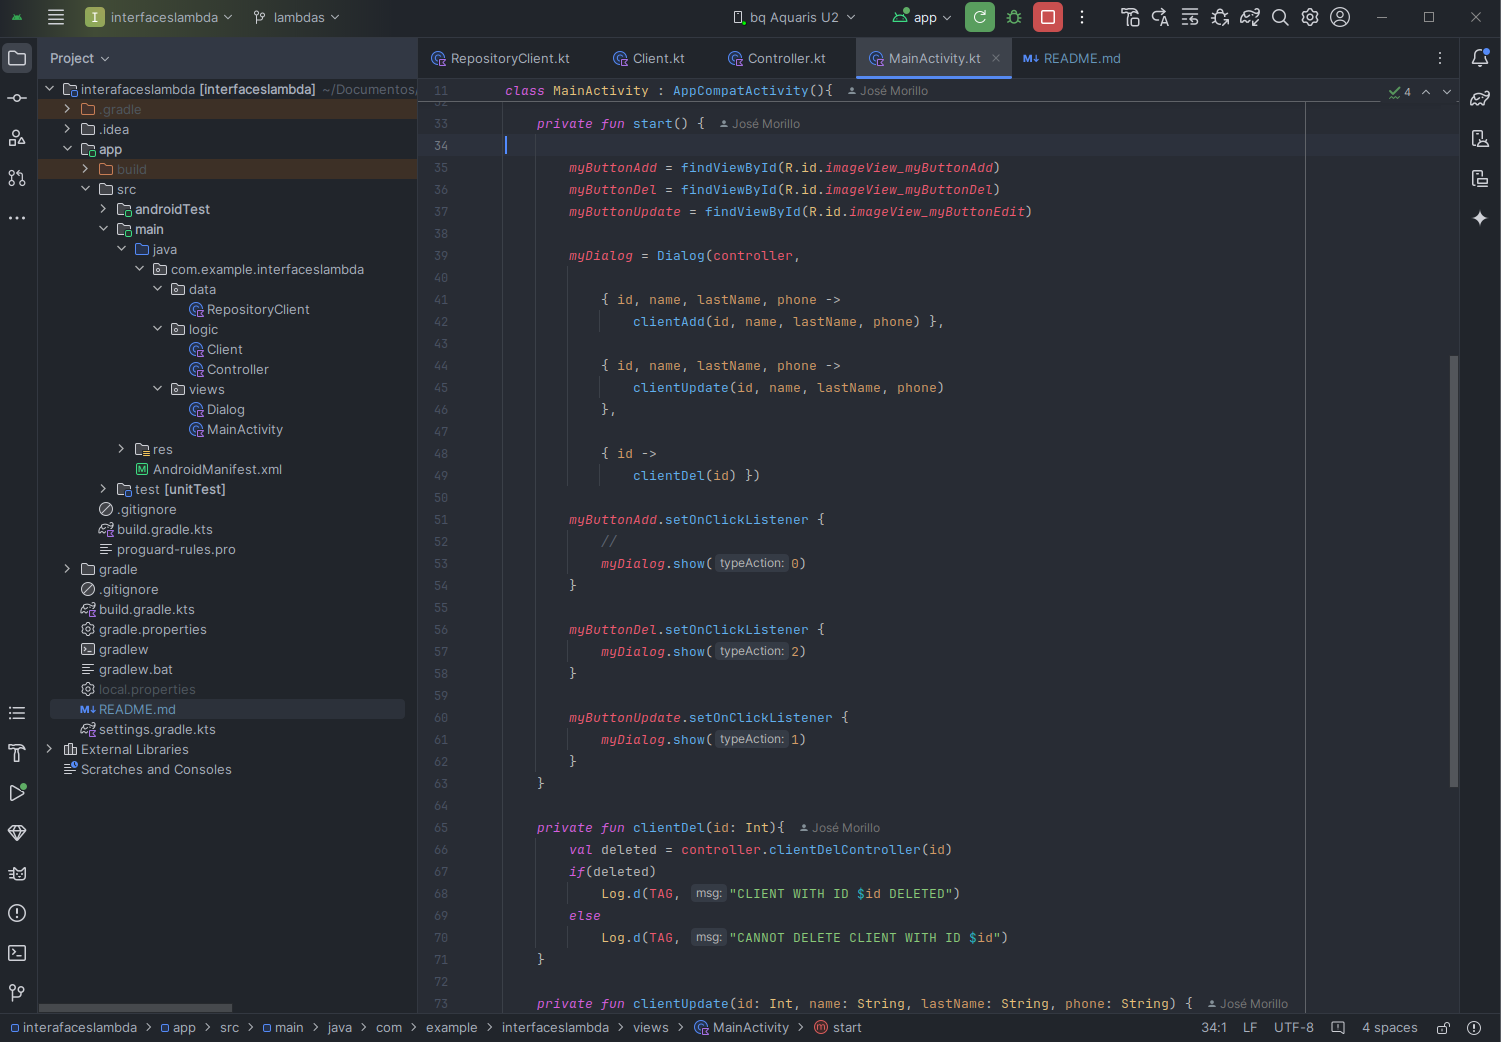 I interfaceslambda lambdas bq Aquaris U2 app
Project
RepositoryClient.kt Client.kt Controller.kt MainActivity.kt README.md
interafaceslambda [interfaceslambda] ~/Documentos/
.gradle
.idea
app
build
src
androidTest
main
java
com.example.interfaceslambda
data
RepositoryClient
logic
Client
Controller
views
Dialog
MainActivity
res
AndroidManifest.xml
test [unitTest]
.gitignore
build.gradle.kts
proguard-rules.pro
gradle
.gitignore
build.gradle.kts
gradle.properties
gradlew
gradlew.bat
local.properties
README.md
settings.gradle.kts
External Libraries
Scratches and Consoles
11 class MainActivity : AppCompatActivity(){ José Morillo 4
32
33 private fun start() { José Morillo
34
35 myButtonAdd = findViewById(R.id.imageView_myButtonAdd)
36 myButtonDel = findViewById(R.id.imageView_myButtonDel)
37 myButtonUpdate = findViewById(R.id.imageView_myButtonEdit)
38
39 myDialog = Dialog(controller,
40
41 { id, name, lastName, phone ->
42 clientAdd(id, name, lastName, phone) },
43
44 { id, name, lastName, phone ->
45 clientUpdate(id, name, lastName, phone)
46 },
47
48 { id ->
49 clientDel(id) })
50
51 myButtonAdd.setOnClickListener {
52 //
53 myDialog.show( typeAction: 0)
54 }
55
56 myButtonDel.setOnClickListener {
57 myDialog.show( typeAction: 2)
58 }
59
60 myButtonUpdate.setOnClickListener {
61 myDialog.show( typeAction: 1)
62 }
63 }
64
65 private fun clientDel(id: Int){ José Morillo
66 val deleted = controller.clientDelController(id)
67 if(deleted)
68 Log.d(TAG, msg: "CLIENT WITH ID $id DELETED")
69 else
70 Log.d(TAG, msg: "CANNOT DELETE CLIENT WITH ID $id")
71 }
72
73 private fun clientUpdate(id: Int, name: String, lastName: String, phone: String) { José Morillo
interafaceslambda > app > src > main > java > com > example > interfaceslambda > views > MainActivity > start 34:1 LF UTF-8 4 spaces